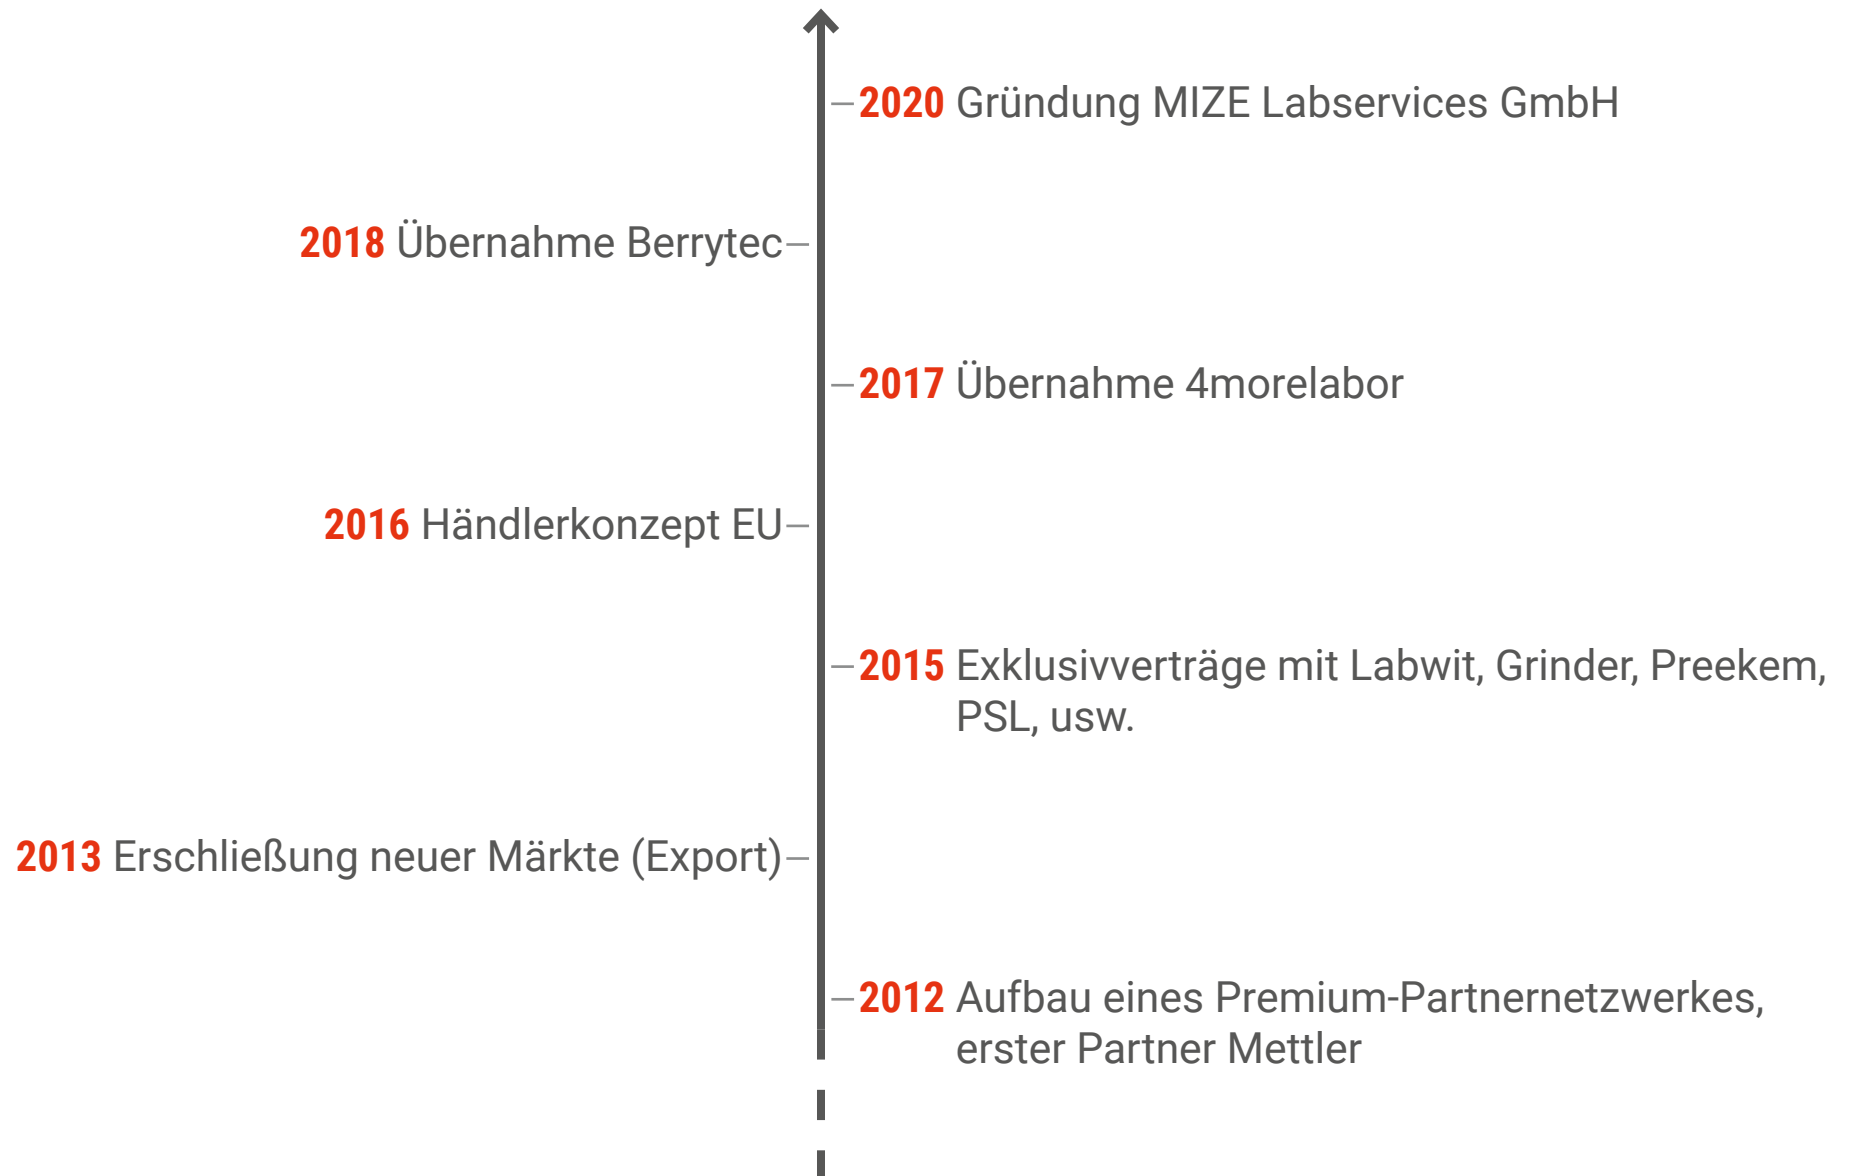 2020 Gründung MIZE Labservices GmbH
2018 Übernahme Berrytec
2017 Übernahme 4morelabor
2016 Händlerkonzept EU
2015 Exklusivverträge mit Labwit, Grinder, Preekem,
PSL, usw.
2013 Erschließung neuer Märkte (Export)
2012 Aufbau eines Premium-Partnernetzwerkes,
erster Partner Mettler